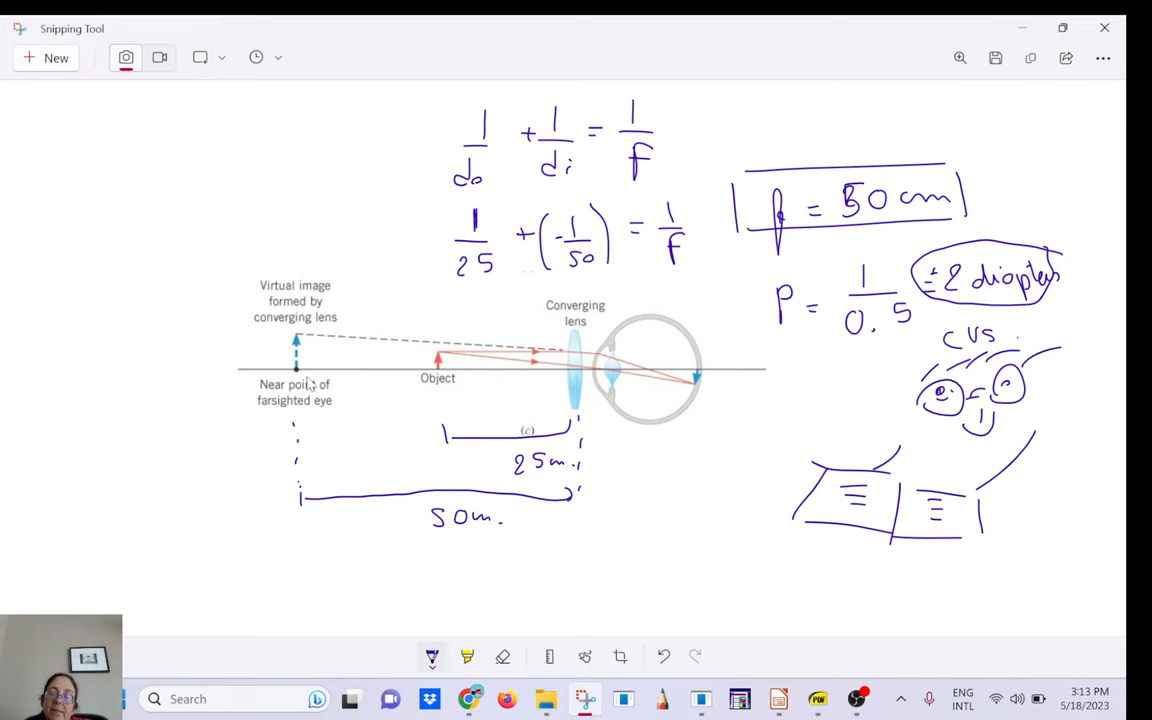 Snipping Tool
New
1/do + 1/di = 1/f
1/25 + (-1/50) = 1/f
f = 50 cm
P = 1/0.5
= +2 diopters
CVS
Virtual image
formed by
converging lens
Converging
lens
Near point of
farsighted eye
Object
(c)
25m.
50m.
Search
ENG
INTL
3:13 PM
5/18/2023